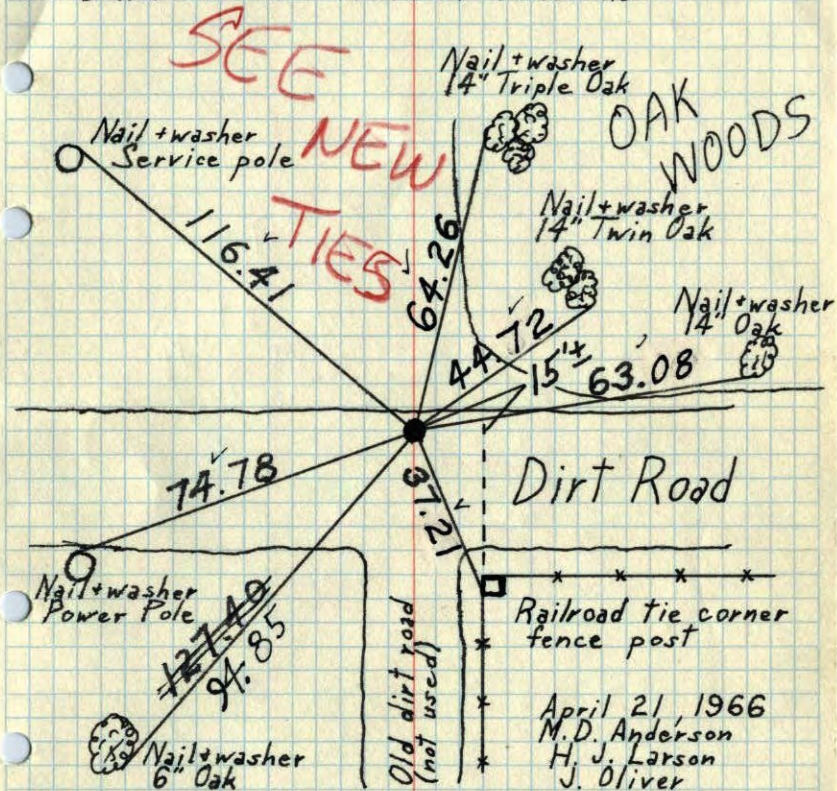 SEE
NEW
TIES
Nail + washer
14" Triple Oak
OAK
WOODS
Nail + washer
Service pole
Nail + washer
14" Twin Oak
Nail + washer
14" Oak
116.41
64.26
44.72
15'±
63.08
74.78
37.21
Dirt Road
Nail + washer
Power Pole
127.40
94.85
Nail + washer
6" Oak
Old dirt road
(not used)
Railroad tie corner
fence post
April 21, 1966
M.D. Anderson
H. J. Larson
J. Oliver